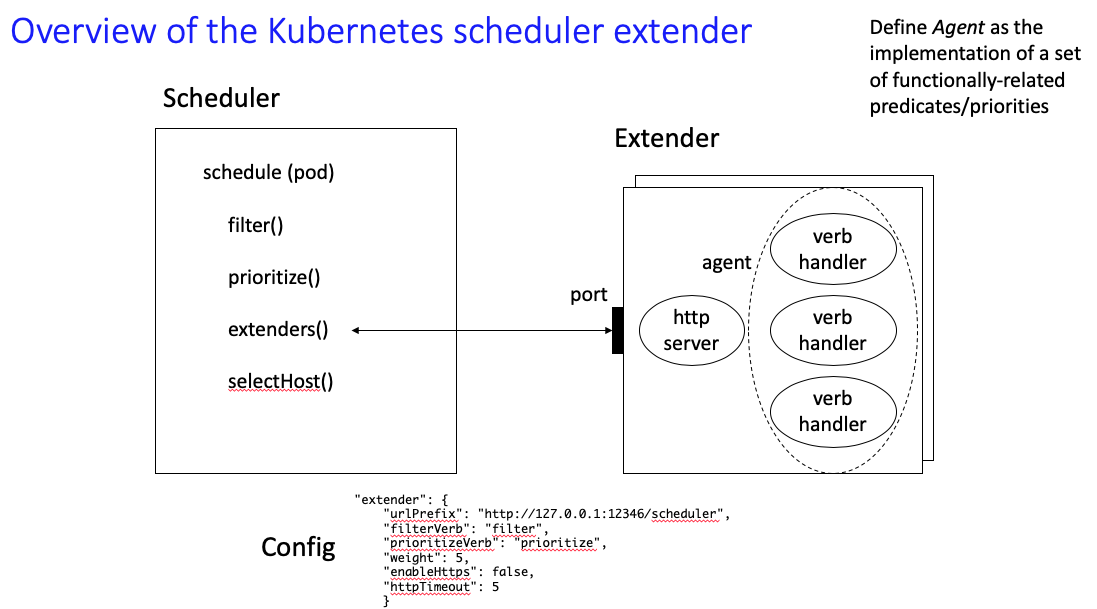 Overview of the Kubernetes scheduler extender
Define Agent as the
implementation of a set
of functionally-related
predicates/priorities
Scheduler
schedule (pod)
filter()
prioritize()
extenders()
selectHost()
Extender
port
agent
http
server
verb
handler
verb
handler
verb
handler
Config
"extender": {
"urlPrefix": "http://127.0.0.1:12346/scheduler",
"filterVerb": "filter",
"prioritizeVerb": "prioritize",
"weight": 5,
"enableHttps": false,
"httpTimeout": 5
}